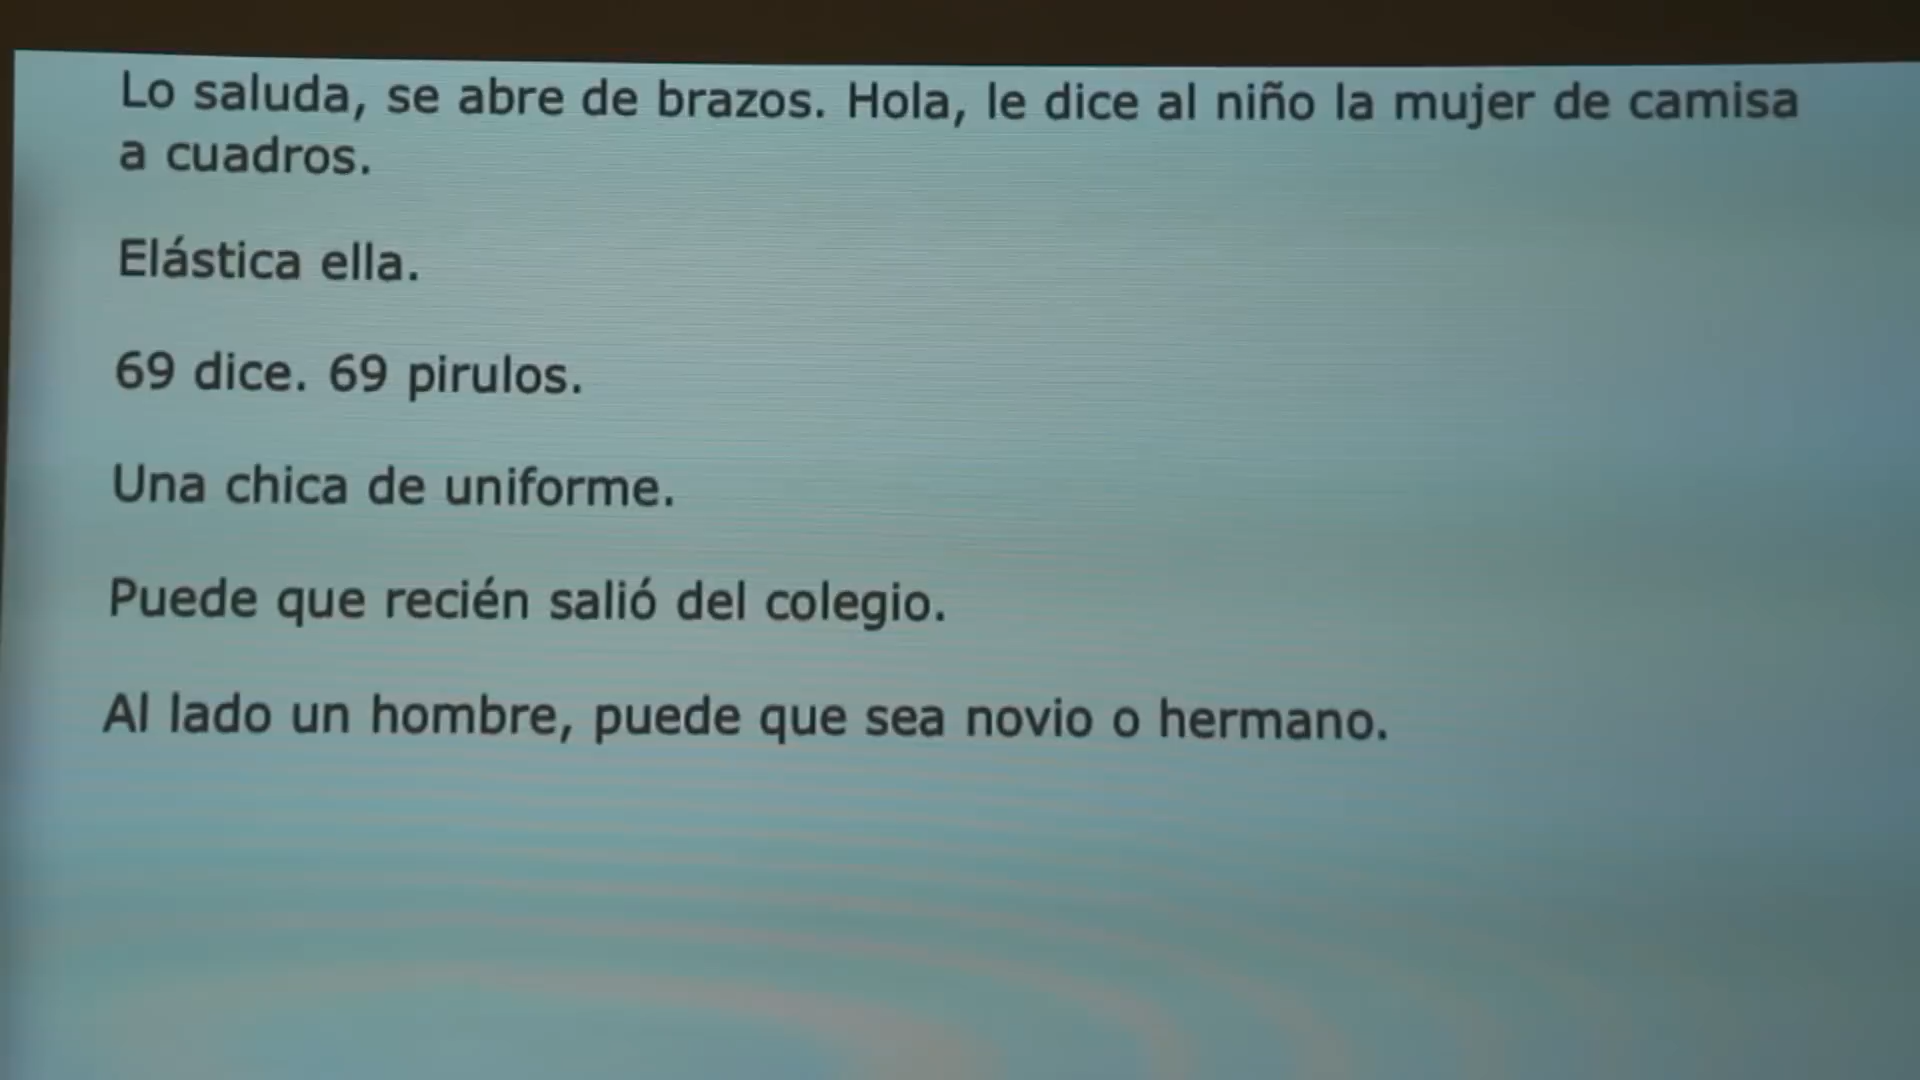 Lo saluda, se abre de brazos. Hola, le dice al niño la mujer de camisa
a cuadros.
Elástica ella.
69 dice. 69 pirulos.
Una chica de uniforme.
Puede que recién salió del colegio.
Al lado un hombre, puede que sea novio o hermano.